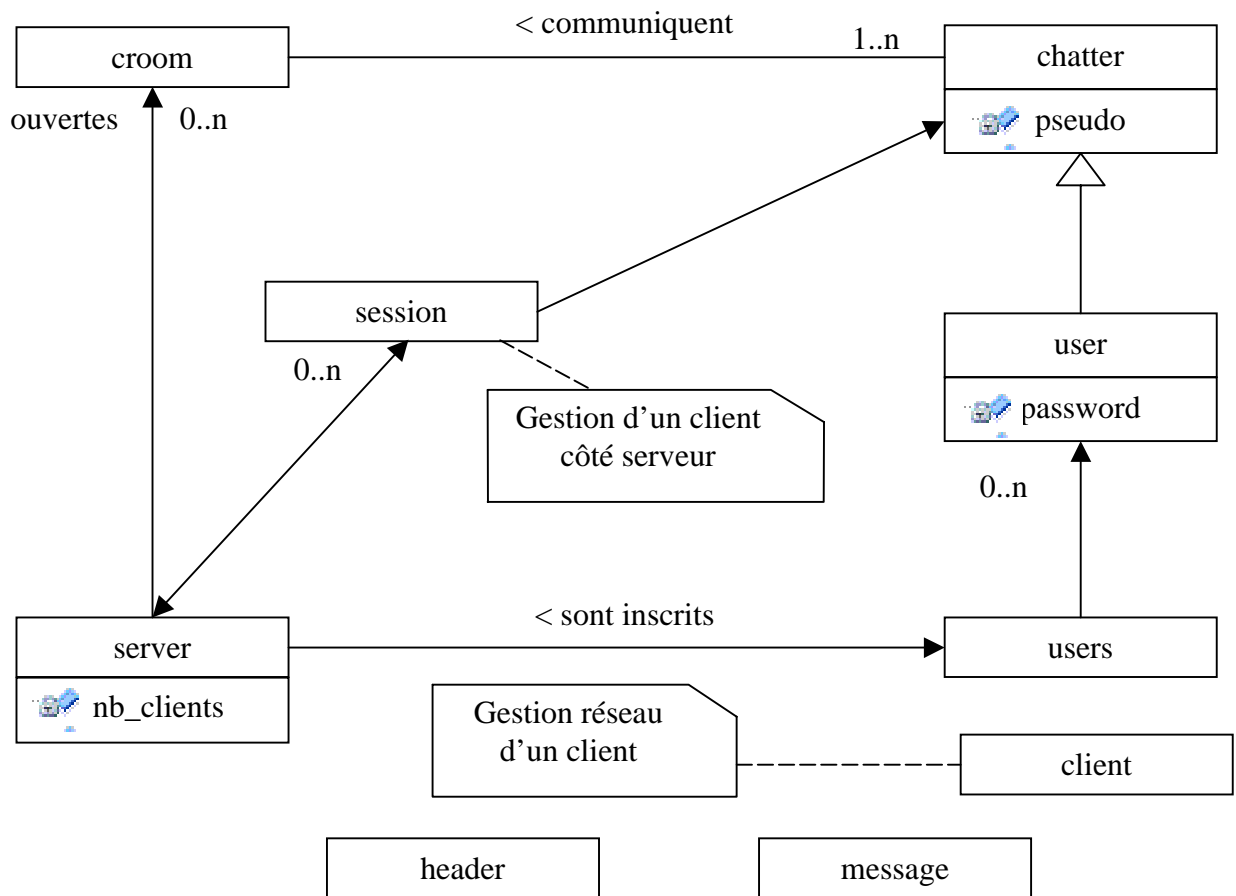 < communiquent
croom
1..n
chatter
ouvertes
0..n
pseudo
session
0..n
user
Gestion d’un client
côté serveur
password
0..n
server
< sont inscrits
users
nb_clients
Gestion réseau
d’un client
client
header
message